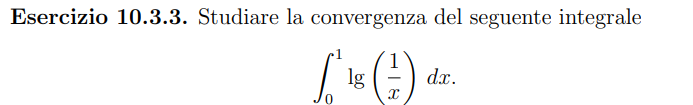 Esercizio 10.3.3. Studiare la convergenza del seguente integrale
∫₀¹ lg(1/x) dx.